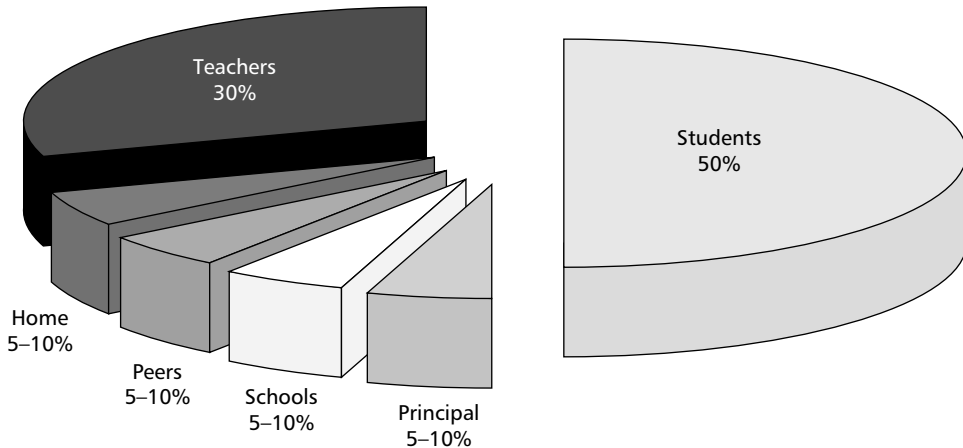 Teachers
30%
Students
50%
Home
5–10%
Peers
5–10%
Schools
5–10%
Principal
5–10%